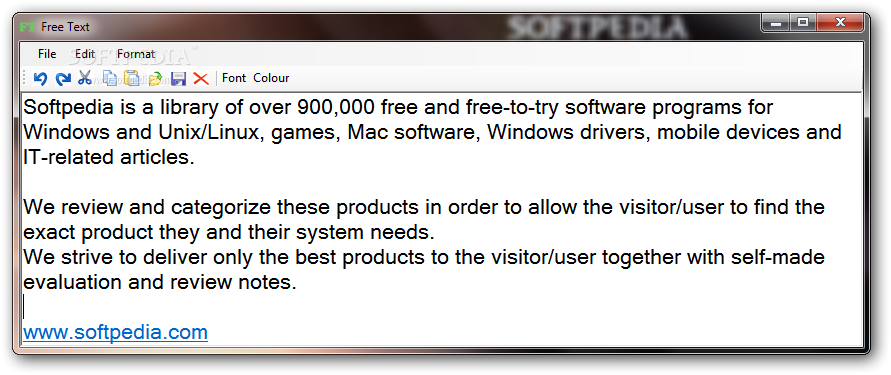 SOFTPEDIA
FT Free Text
File Edit Format
SOFTPEDIA
Font Colour
Softpedia is a library of over 900,000 free and free-to-try software programs for
Windows and Unix/Linux, games, Mac software, Windows drivers, mobile devices and
IT-related articles.
We review and categorize these products in order to allow the visitor/user to find the
exact product they and their system needs.
We strive to deliver only the best products to the visitor/user together with self-made
evaluation and review notes.
www.softpedia.com